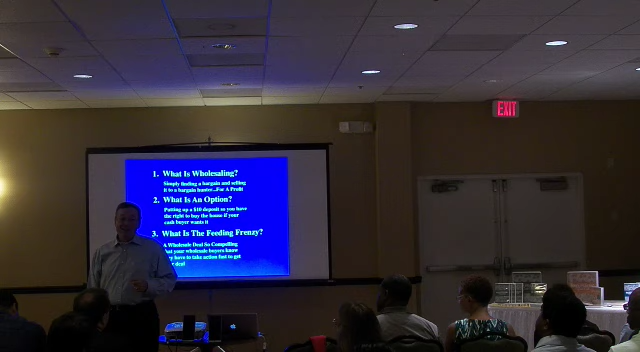 EXIT
1. What Is Wholesaling?
Simply finding a bargain and selling
it to a bargain hunter...For A Profit
2. What Is An Option?
Putting up a $10 deposit so you have
the right to buy the house if your
cash buyer wants it
3. What Is The Feeding Frenzy?
A Wholesale Deal So Compelling
your wholesale buyers know
have to take action fast to get
deal